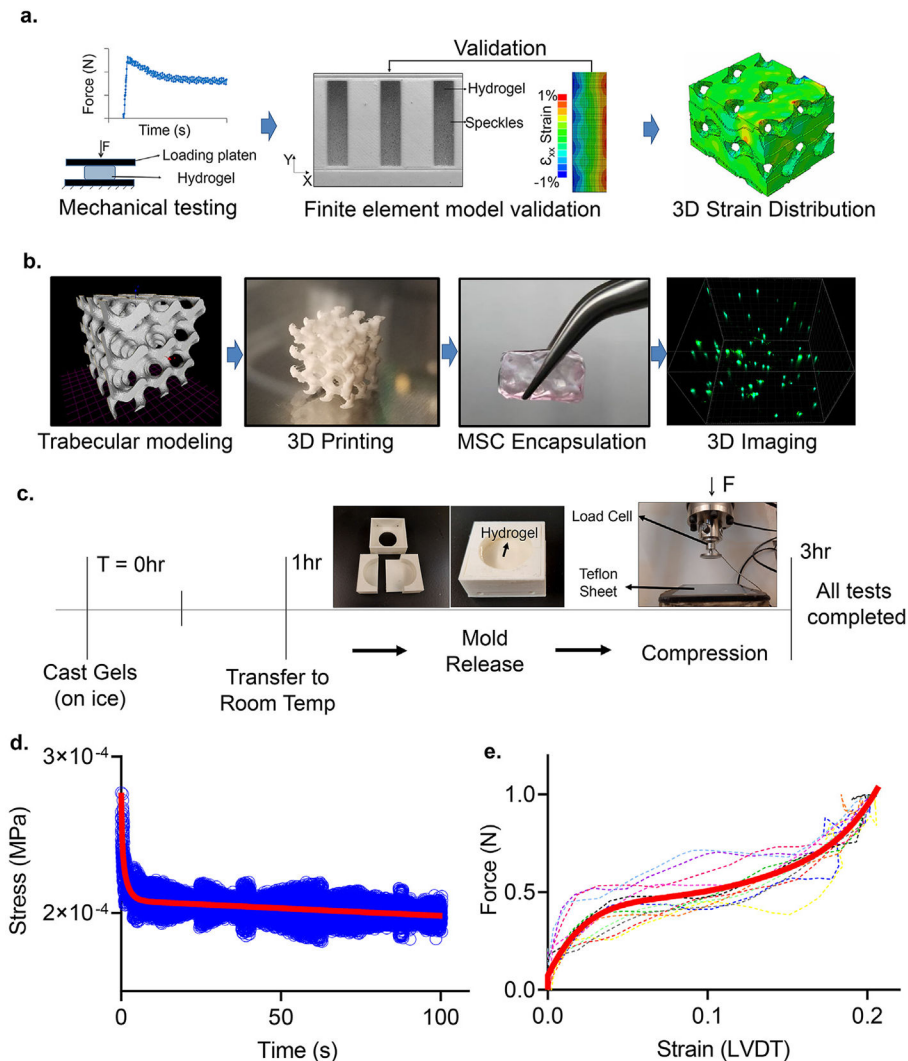 a.
Force (N)
Time (s)
F
Loading platen
Hydrogel
Mechanical testing
Validation
Hydrogel
Speckles
Y
X
1%
εxx Strain
-1%
Finite element model validation
3D Strain Distribution
b.
Trabecular modeling
3D Printing
MSC Encapsulation
3D Imaging
c.
T = 0hr
1hr
Hydrogel
F
Load Cell
Teflon
Sheet
3hr
All tests
completed
Cast Gels
(on ice)
Transfer to
Room Temp
Mold
Release
Compression
d.
3×10⁻⁴
2×10⁻⁴
Stress (MPa)
0
50
100
Time (s)
e.
1.0
0.5
0.0
Force (N)
0.0
0.1
0.2
Strain (LVDT)